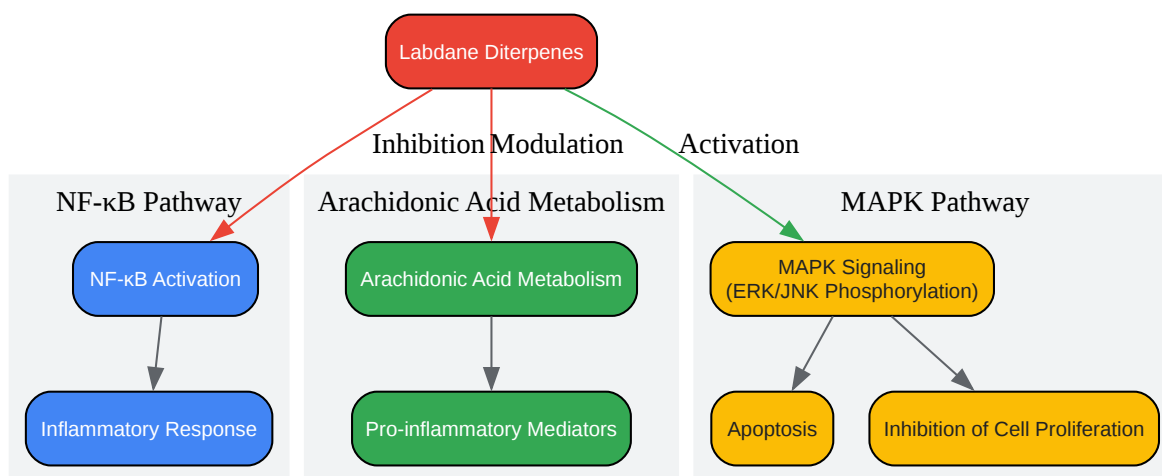 Labdane Diterpenes
Inhibition
Modulation
Activation
NF-κB Pathway
Arachidonic Acid Metabolism
MAPK Pathway
NF-κB Activation
Arachidonic Acid Metabolism
MAPK Signaling
(ERK/JNK Phosphorylation)
Inflammatory Response
Pro-inflammatory Mediators
Apoptosis
Inhibition of Cell Proliferation